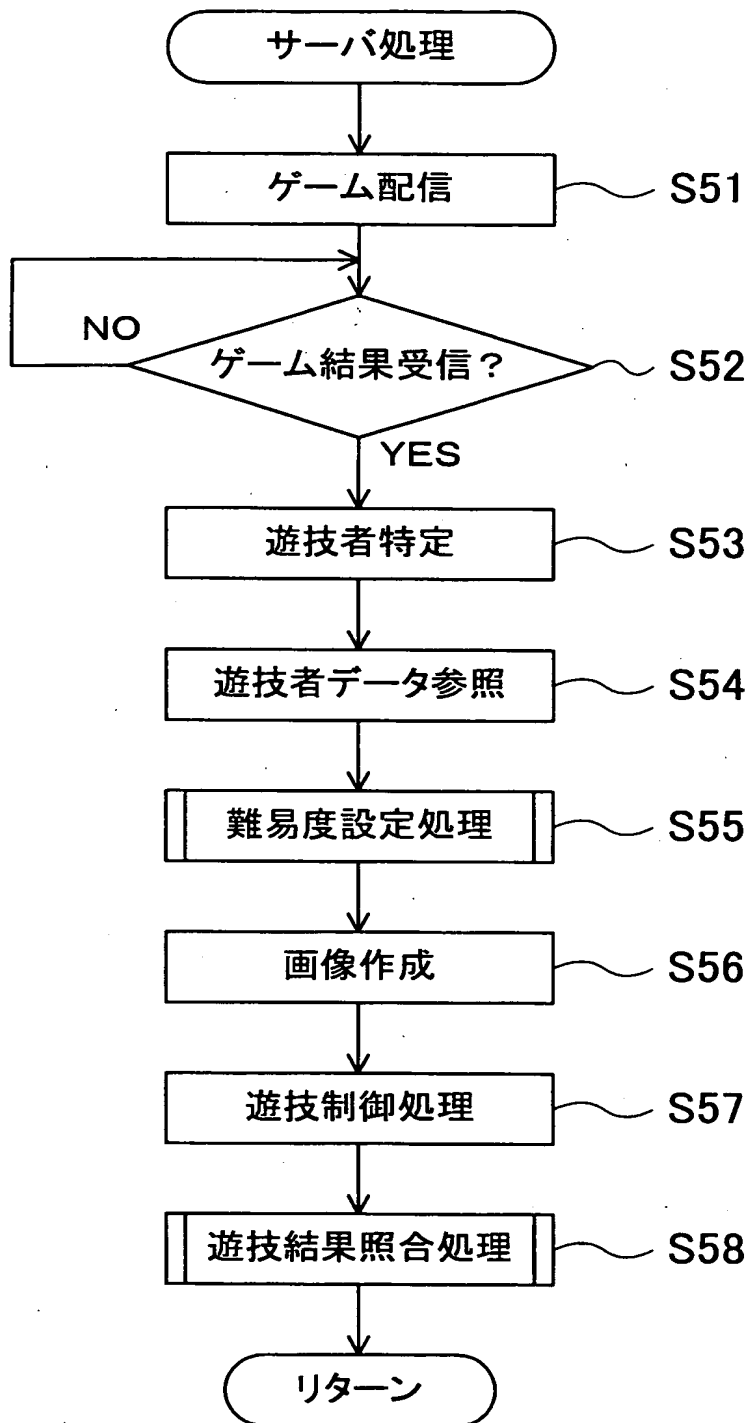 サーバ処理
ゲーム配信
S51
NO
ゲーム結果受信？
S52
YES
遊技者特定
S53
遊技者データ参照
S54
難易度設定処理
S55
画像作成
S56
遊技制御処理
S57
遊技結果照合処理
S58
リターン